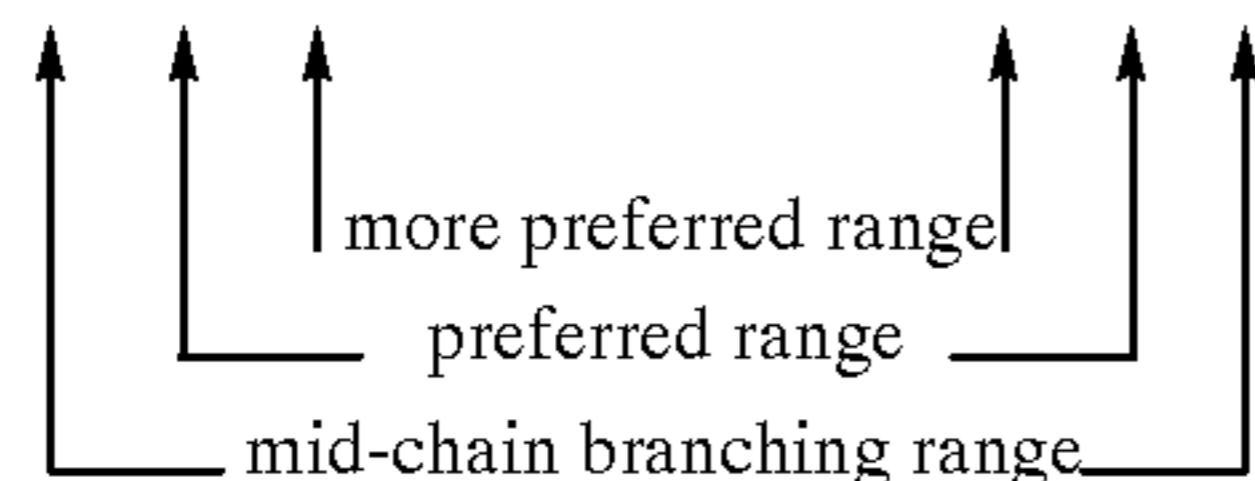 more preferred range
preferred range
mid-chain branching range